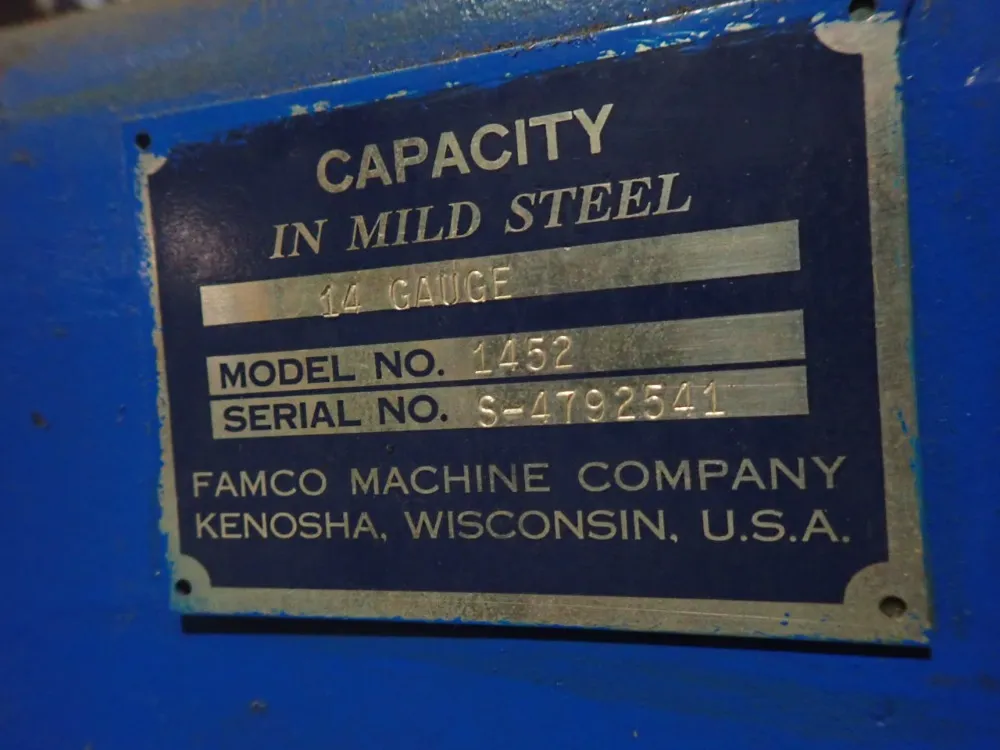 CAPACITY
IN MILD STEEL
14 GAUGE
MODEL NO. 1452
SERIAL NO. S-4792541
FAMCO MACHINE COMPANY
KENOSHA, WISCONSIN, U.S.A.